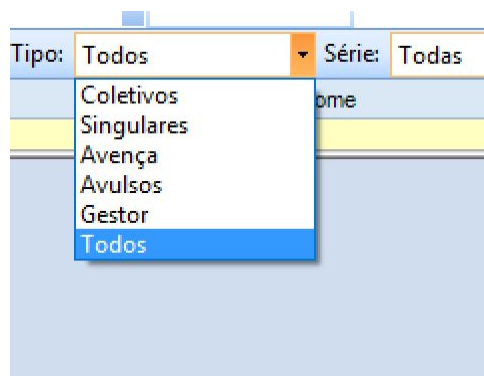 Tipo: Todos Série: Todas
Coletivos
Singulares
Avença
Avulsos
Gestor
Todos